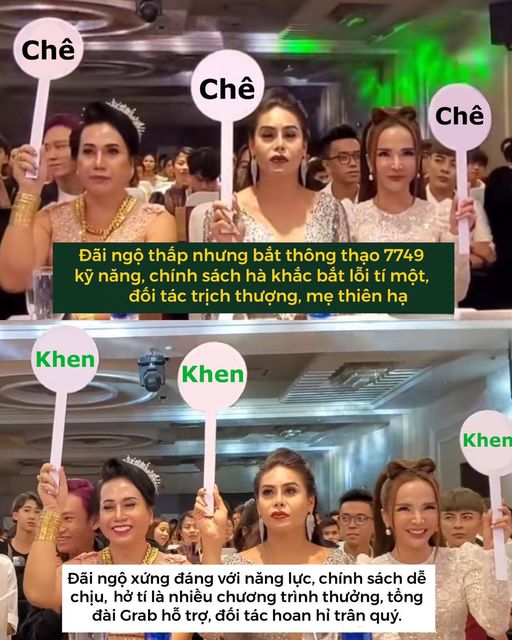 Chê
Chê
Chê
Đãi ngộ thấp nhưng bắt thông thạo 7749
kỹ năng, chính sách hà khắc bắt lỗi tí một,
đối tác trịch thượng, mẹ thiên hạ
Khen
Khen
Khen
Đãi ngộ xứng đáng với năng lực, chính sách dễ
chịu, hở tí là nhiều chương trình thưởng, tổng
đài Grab hỗ trợ, đối tác hoan hỉ trân quý.